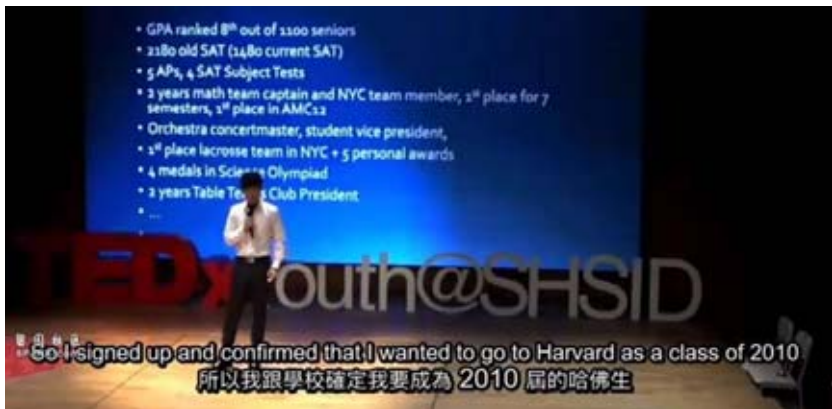 • GPA ranked 8th out of 1100 seniors
• 2180 old SAT (1480 current SAT)
• 5 APs, 4 SAT Subject Tests
• 2 years math team captain and NYC team member, 1st place for 7
semesters, 1st place in AMC12
• Orchestra concertmaster, student vice president,
• 1st place lacrosse team in NYC + 5 personal awards
• 4 medals in Science Olympiad
• 2 years Table Tennis Club President
• ...
TEDxYouth@SHSID
So I signed up and confirmed that I wanted to go to Harvard as a class of 2010
所以我跟學校確定我要成為 2010 屆的哈佛生